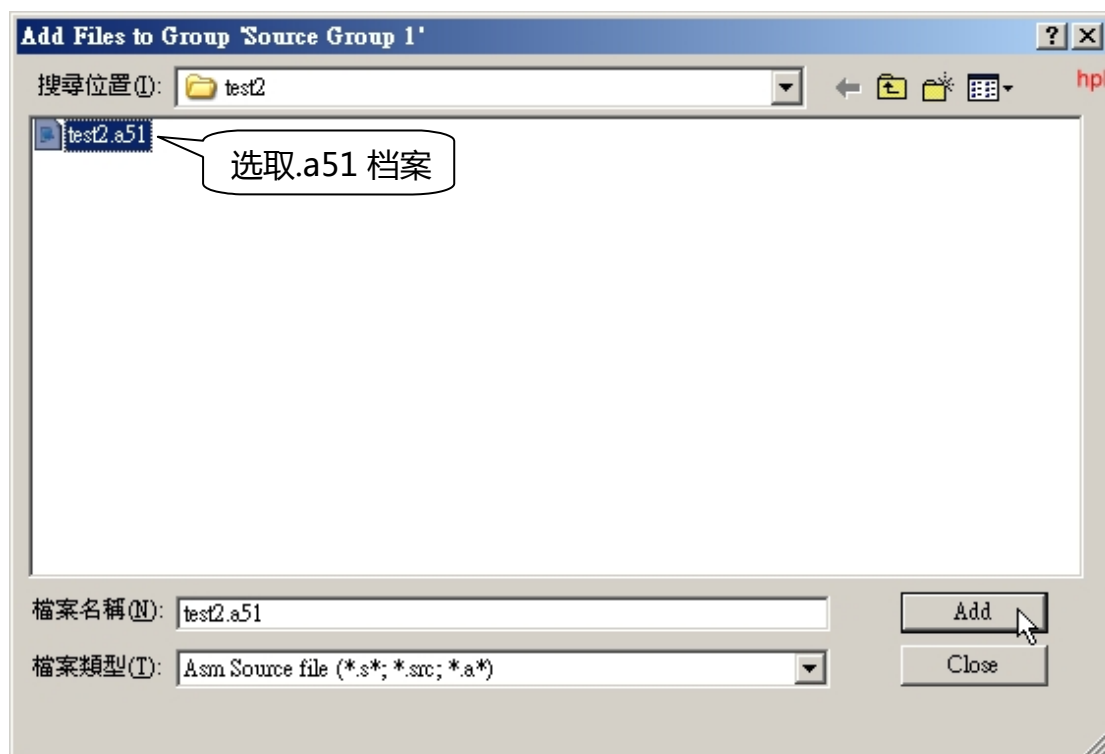 Add Files to Group 'Source Group 1'
搜尋位置(I): test2
hpl
test2.a51
选取.a51 档案
檔案名稱(N): test2.a51 Add
檔案類型(T): Asm Source file (*.s*; *.src; *.a*) Close